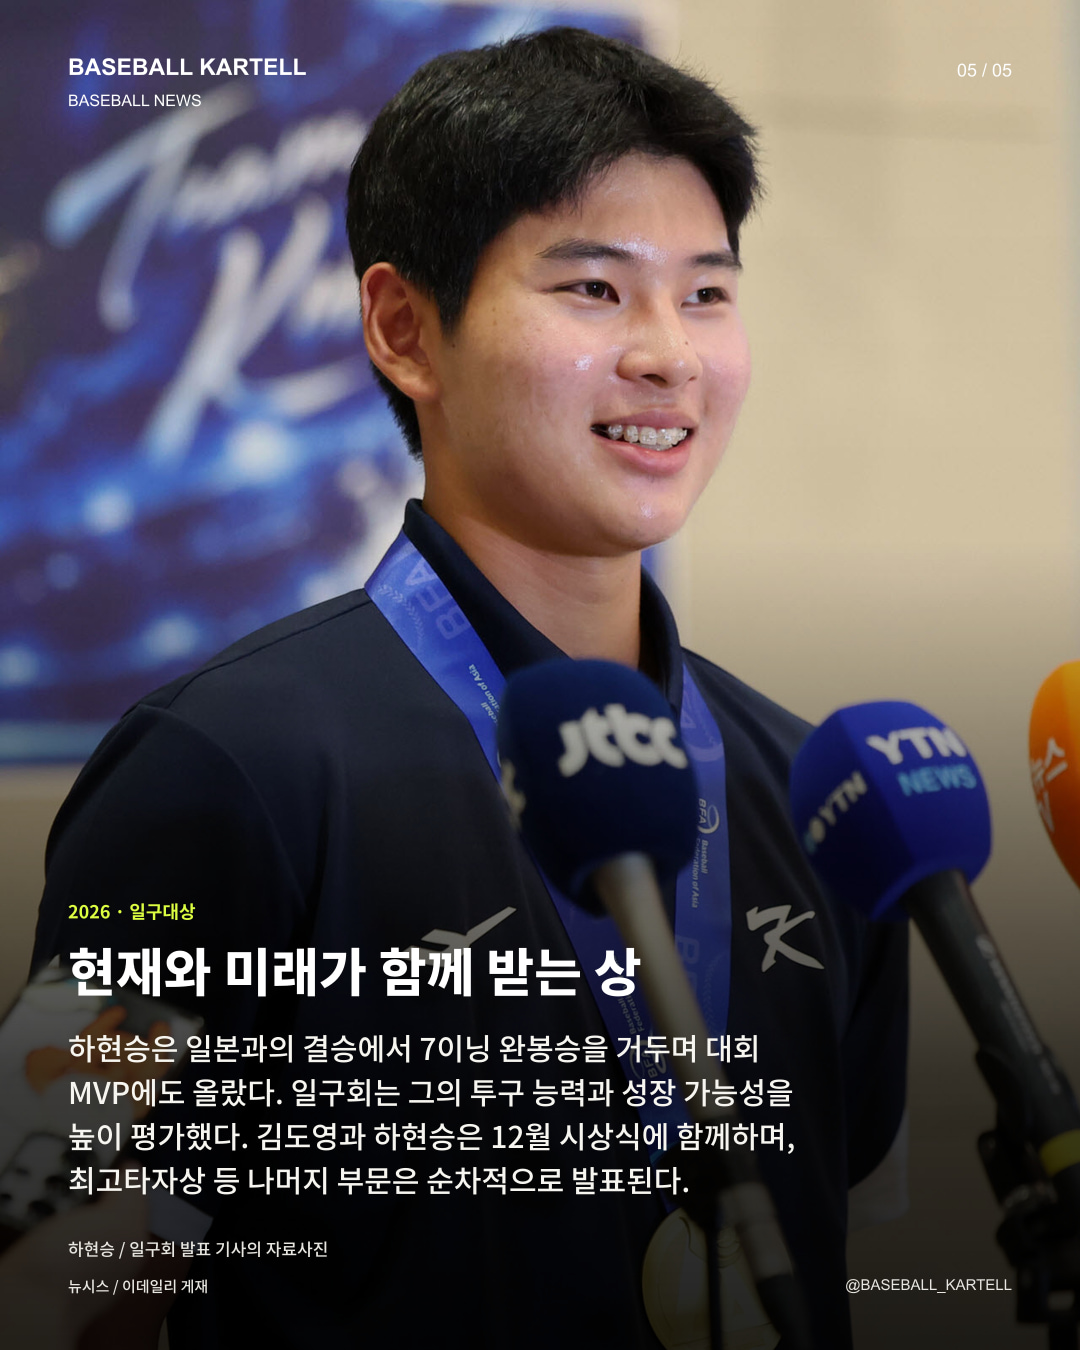 BASEBALL KARTELL
BASEBALL NEWS
05 / 05
Team
BFA
jtbc
YTN
NEWS
YTN
BFA
Baseball
Federation of Asia
2026 · 일구대상
현재와 미래가 함께 받는 상
하현승은 일본과의 결승에서 7이닝 완봉승을 거두며 대회
MVP에도 올랐다. 일구회는 그의 투구 능력과 성장 가능성을
높이 평가했다. 김도영과 하현승은 12월 시상식에 함께하며,
최고타자상 등 나머지 부문은 순차적으로 발표된다.
하현승 / 일구회 발표 기사의 자료사진
뉴시스 / 이데일리 게재
@BASEBALL_KARTELL